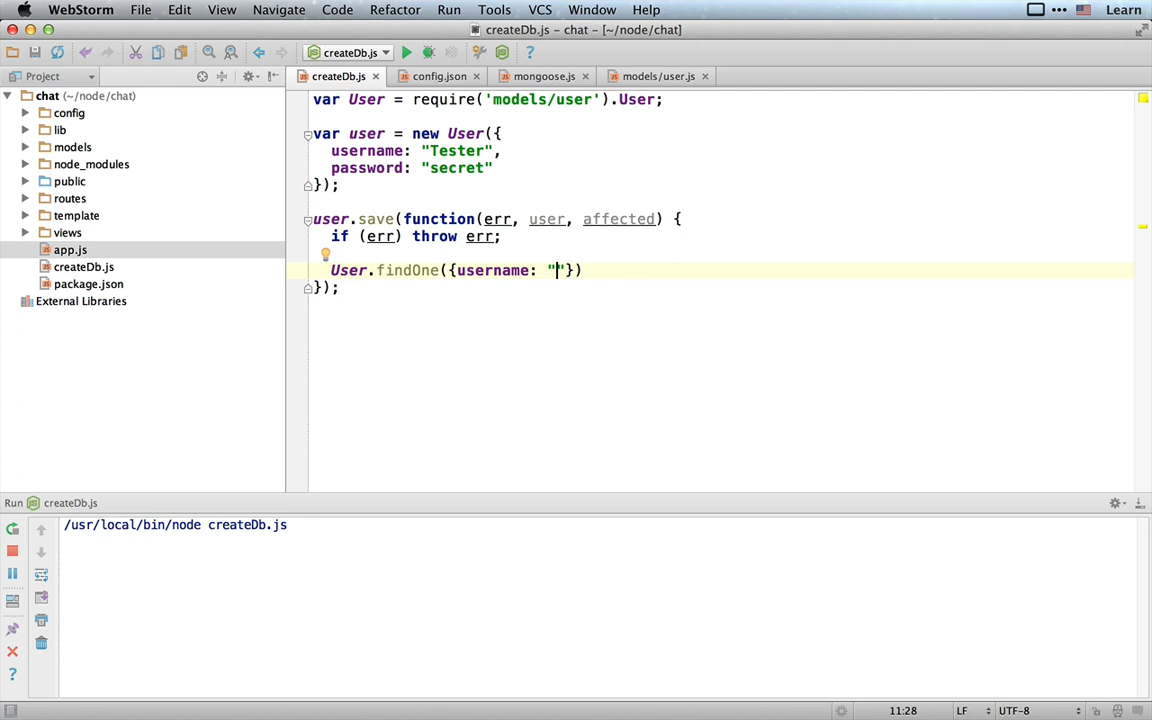 WebStorm File Edit View Navigate Code Refactor Run Tools VCS Window Help Learn
createDb.js - chat - [~/node/chat]
createDb.js
Project
createDb.js config.json mongoose.js models/user.js
chat (~/node/chat)
config
lib
models
node_modules
public
routes
template
views
app.js
createDb.js
package.json
External Libraries
var User = require('models/user').User;
var user = new User({
username: "Tester",
password: "secret"
});
user.save(function(err, user, affected) {
if (err) throw err;
User.findOne({username: ""})
});
Run createDb.js
/usr/local/bin/node createDb.js
11:28 LF UTF-8